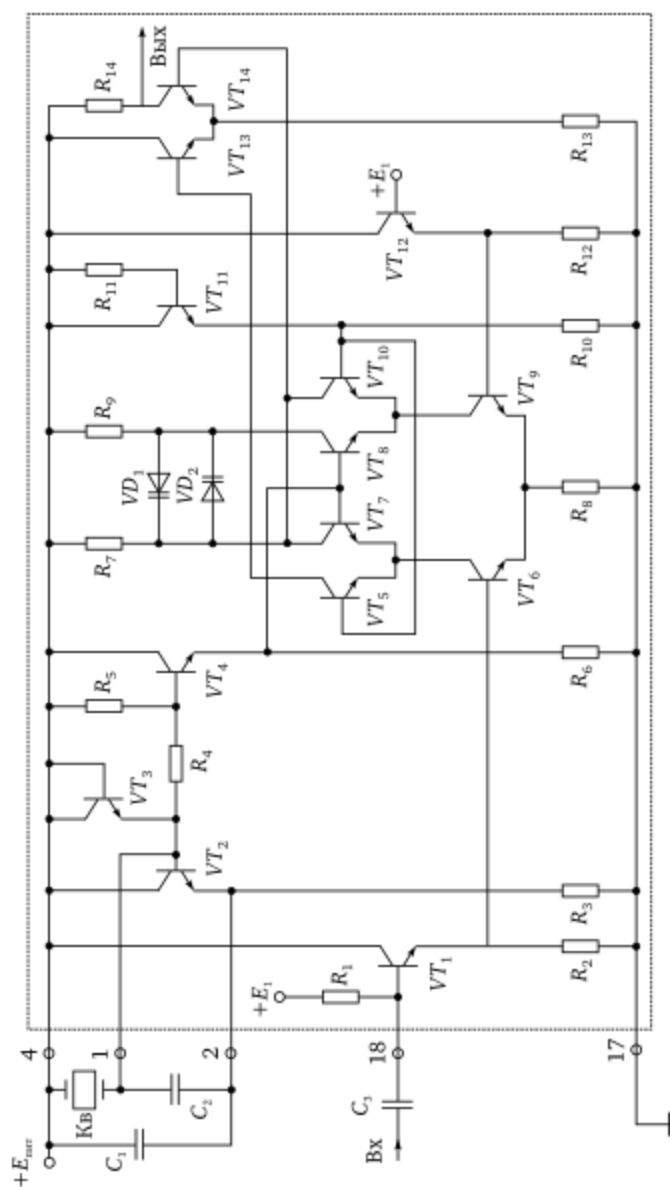 +Eпит
4
R5
R7
R9
R11
R14
Кв
1
C1
VT3
VD1
Вых
VD2
C2
2
VT2
R4
VT4
VT11
VT13
VT14
+E1
R1
C3
Вх
18
VT5
VT7
VT8
VT10
VT12
+E1
VT1
VT6
VT9
R2
R3
R6
R8
R10
R12
R13
17